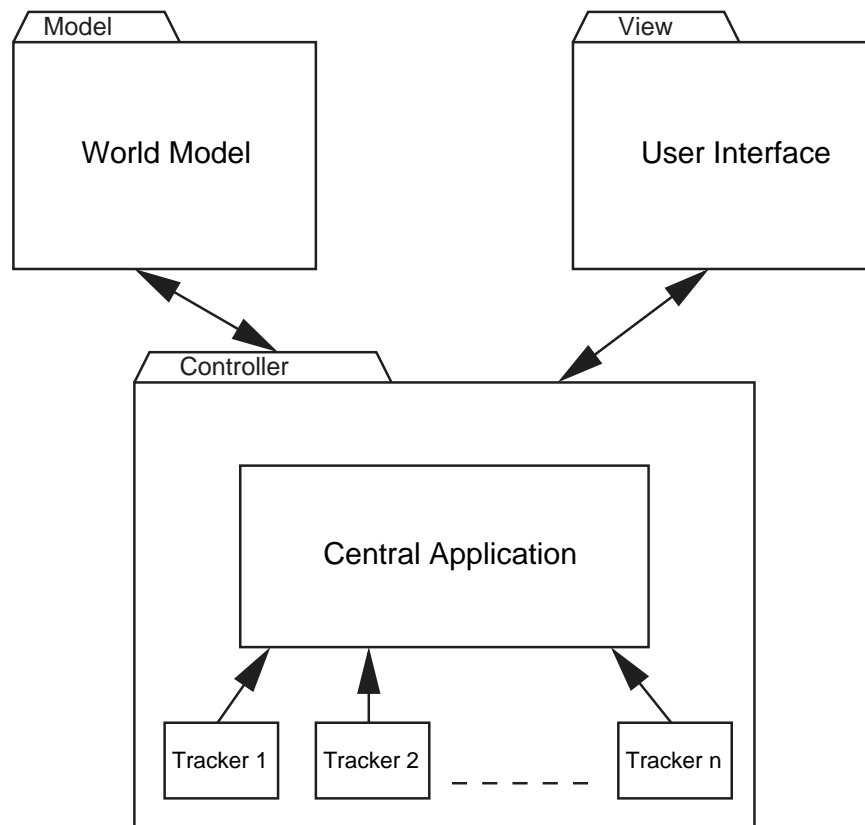 Model
View
World Model
User Interface
Controller
Central Application
Tracker 1
Tracker 2
Tracker n